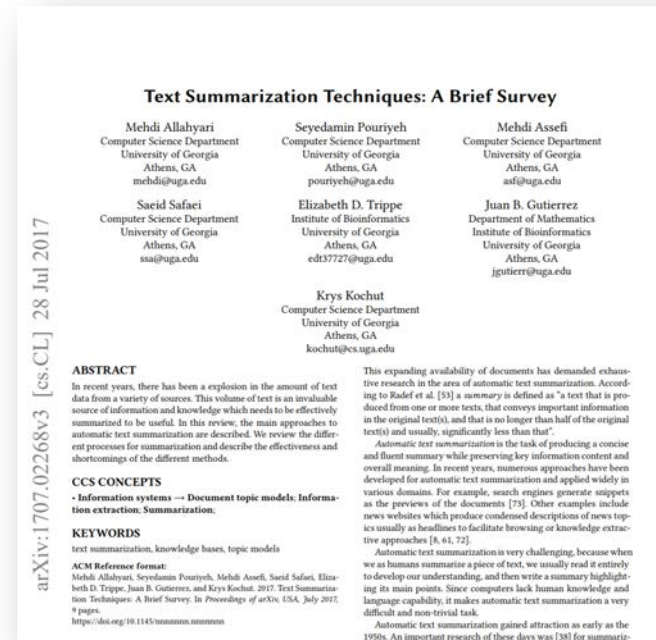 Text Summarization Techniques: A Brief Survey
Mehdi Allahyari
Computer Science Department
University of Georgia
Athens, GA
mehdi@uga.edu
Seyedamin Pouriyeh
Computer Science Department
University of Georgia
Athens, GA
pouriyeh@uga.edu
Mehdi Assefi
Computer Science Department
University of Georgia
Athens, GA
asf@uga.edu
Saeid Safaei
Computer Science Department
University of Georgia
Athens, GA
ssa@uga.edu
Elizabeth D. Trippe
Institute of Bioinformatics
University of Georgia
Athens, GA
edt37727@uga.edu
Juan B. Gutierrez
Department of Mathematics
Institute of Bioinformatics
University of Georgia
Athens, GA
jgutierr@uga.edu
Krys Kochut
Computer Science Department
University of Georgia
Athens, GA
kochut@cs.uga.edu
arXiv:1707.02268v3 [cs.CL] 28 Jul 2017
ABSTRACT
In recent years, there has been a explosion in the amount of text
data from a variety of sources. This volume of text is an invaluable
source of information and knowledge which needs to be effectively
summarized to be useful. In this review, the main approaches to
automatic text summarization are described. We review the differ-
ent processes for summarization and describe the effectiveness and
shortcomings of the different methods.
CCS CONCEPTS
• Information systems → Document topic models; Informa-
tion extraction; Summarization;
KEYWORDS
text summarization, knowledge bases, topic models
ACM Reference format:
Mehdi Allahyari, Seyedamin Pouriyeh, Mehdi Assefi, Saeid Safaei, Eliza-
beth D. Trippe, Juan B. Gutierrez, and Krys Kochut. 2017. Text Summariza-
tion Techniques: A Brief Survey. In Proceedings of arXiv, USA, July 2017,
9 pages.
https://doi.org/10.1145/nnnnnnn.nnnnnnn
This expanding availability of documents has demanded exhaus-
tive research in the area of automatic text summarization. Accord-
ing to Radef et al. [53] a summary is defined as "a text that is pro-
duced from one or more texts, that conveys important information
in the original text(s), and that is no longer than half of the original
text(s) and usually, significantly less than that".
Automatic text summarization is the task of producing a concise
and fluent summary while preserving key information content and
overall meaning. In recent years, numerous approaches have been
developed for automatic text summarization and applied widely in
various domains. For example, search engines generate snippets
as the previews of the documents [73]. Other examples include
news websites which produce condensed descriptions of news top-
ics usually as headlines to facilitate browsing or knowledge extrac-
tive approaches [8, 61, 72].
Automatic text summarization is very challenging, because when
we as humans summarize a piece of text, we usually read it entirely
to develop our understanding, and then write a summary highlight-
ing its main points. Since computers lack human knowledge and
language capability, it makes automatic text summarization a very
difficult and non-trivial task.
Automatic text summarization gained attraction as early as the
1950s. An important research of these days was [38] for summariz-